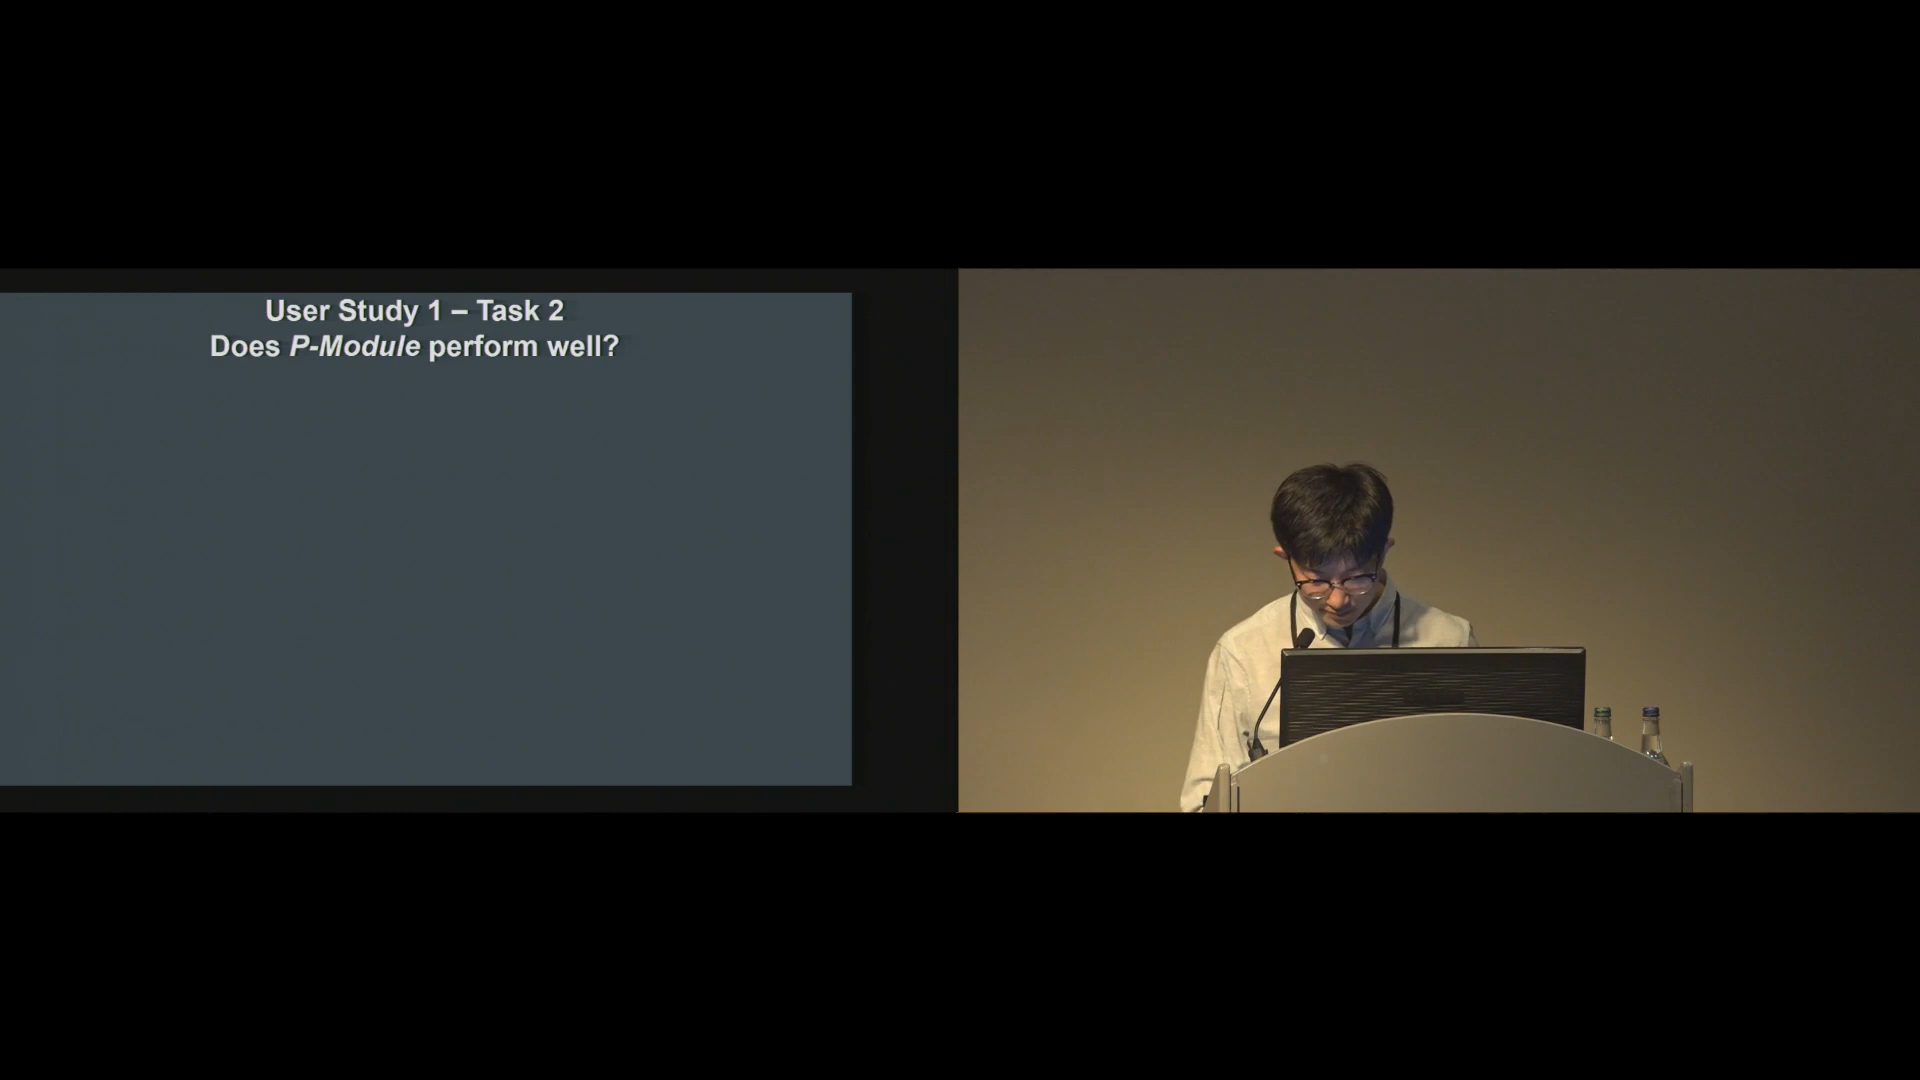 User Study 1 – Task 2
Does P-Module perform well?